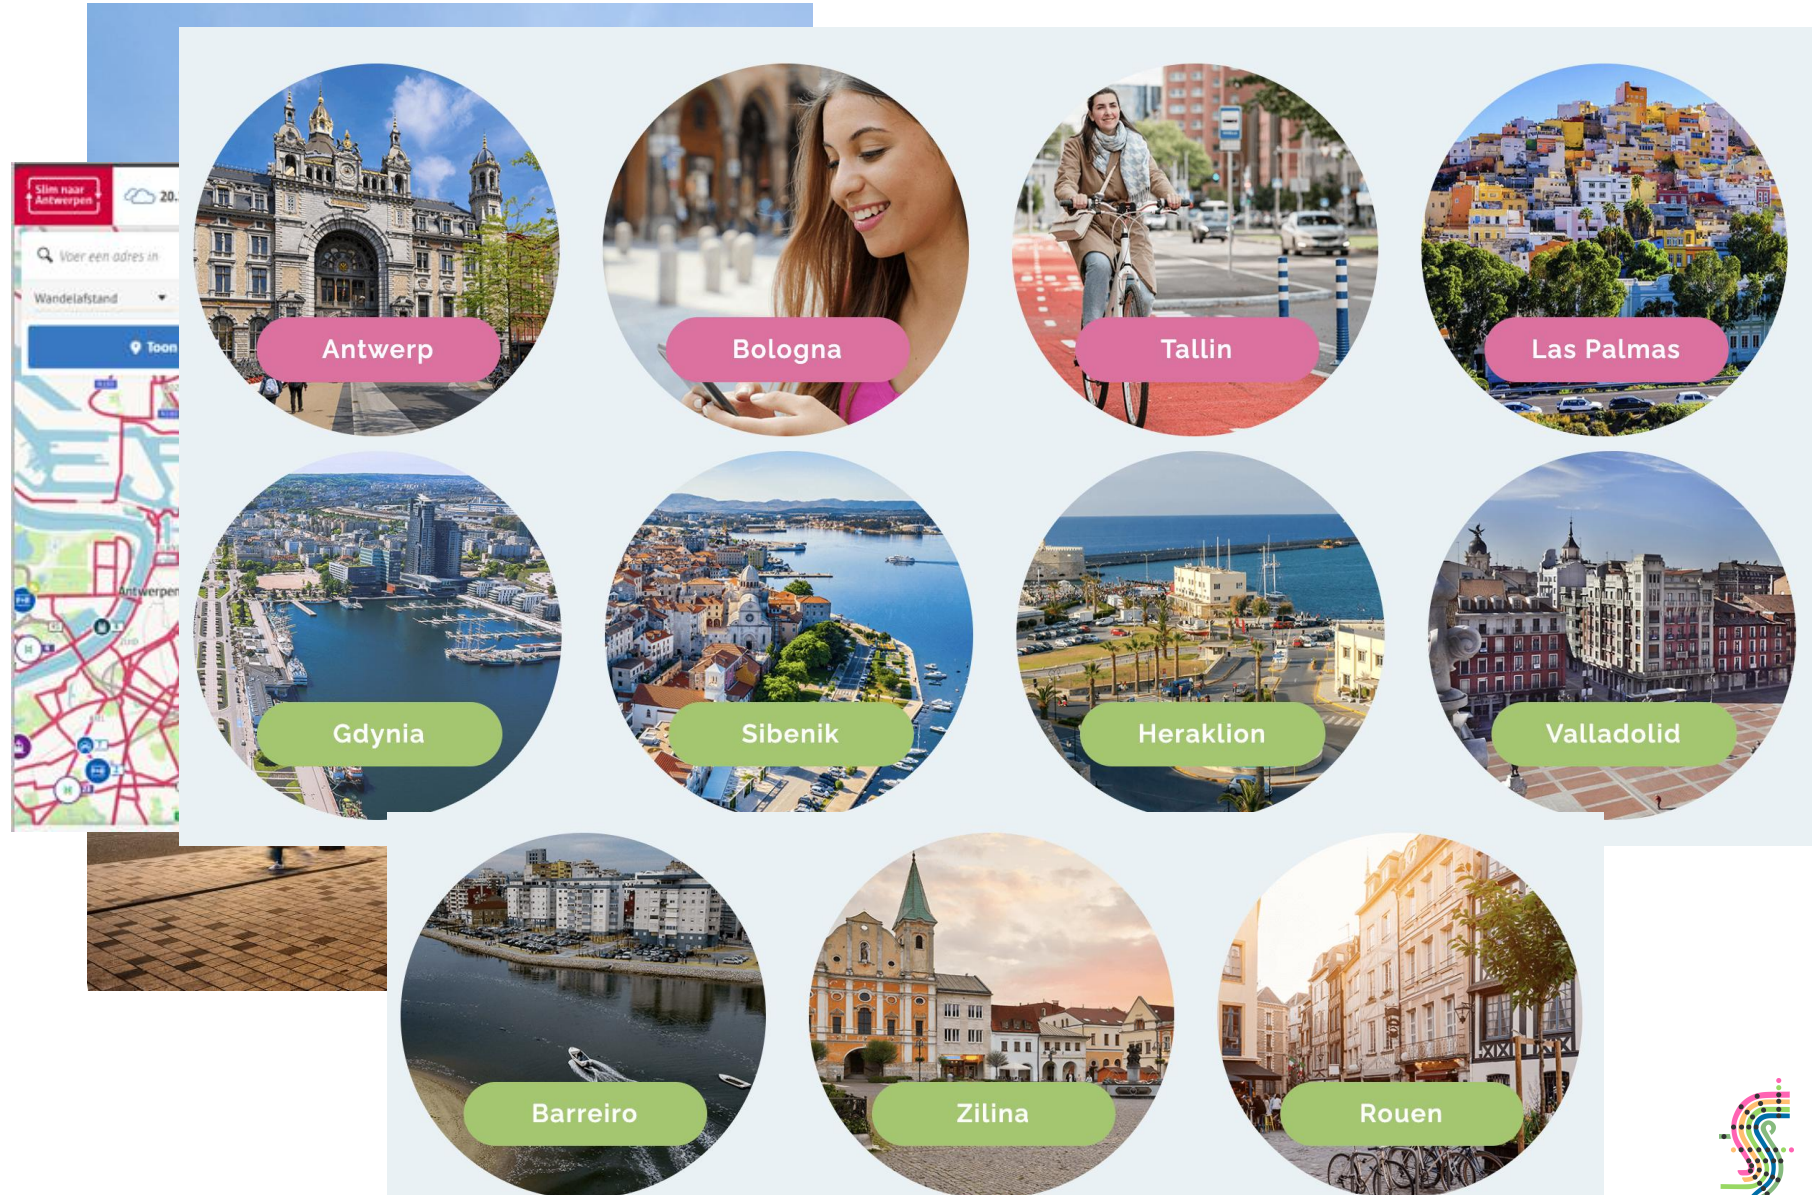 Slim naar
Antwerpen
20.
Voer een adres in
Wandelafstand
Toon
Antwerpen
Antwerp
Bologna
Tallin
Las Palmas
Gdynia
Sibenik
Heraklion
Valladolid
Barreiro
Zilina
Rouen